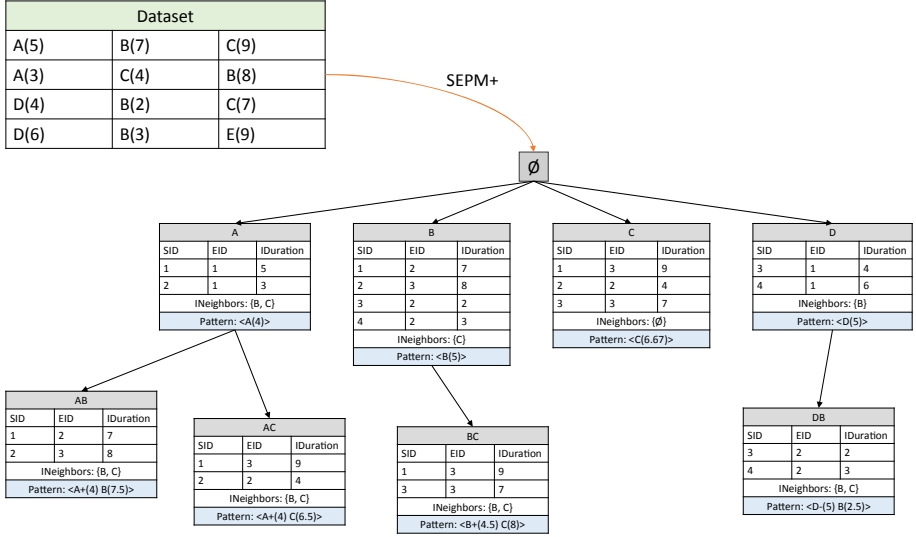 Dataset
A(5) B(7) C(9)
A(3) C(4) B(8)
D(4) B(2) C(7)
D(6) B(3) E(9)
SEPM+
Ø
A
SID EID IDuration
1 1 5
2 1 3
INeighbors: {B, C}
Pattern: <A(4)>
B
SID EID IDuration
1 2 7
2 3 8
3 2 2
4 2 3
INeighbors: {C}
Pattern: <B(5)>
C
SID EID IDuration
1 3 9
2 2 4
3 3 7
INeighbors: {Ø}
Pattern: <C(6.67)>
D
SID EID IDuration
3 1 4
4 1 6
INeighbors: {B}
Pattern: <D(5)>
AB
SID EID IDuration
1 2 7
2 3 8
INeighbors: {B, C}
Pattern: <A+(4) B(7.5)>
AC
SID EID IDuration
1 3 9
2 2 4
INeighbors: {B, C}
Pattern: <A+(4) C(6.5)>
BC
SID EID IDuration
1 3 9
3 3 7
INeighbors: {B, C}
Pattern: <B+(4.5) C(8)>
DB
SID EID IDuration
3 2 2
4 2 3
INeighbors: {B, C}
Pattern: <D-(5) B(2.5)>